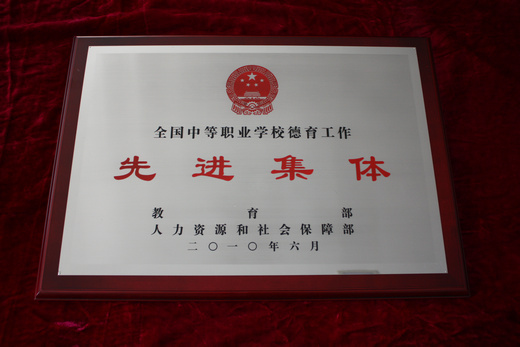 全国中等职业学校德育工作
先进集体
教育部
人力资源和社会保障部
二〇一〇年六月